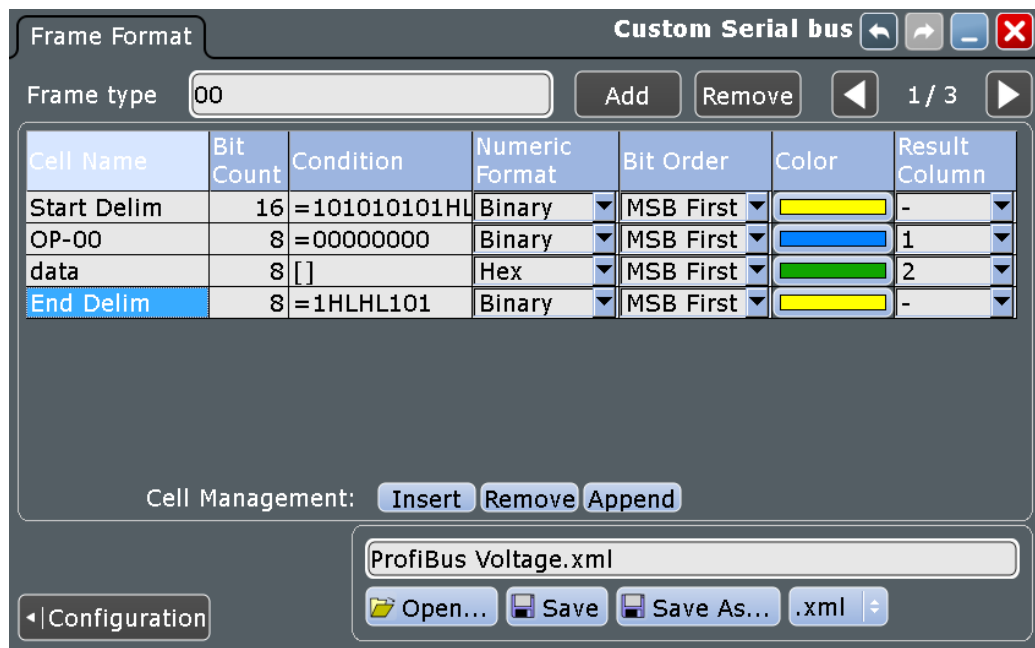 Frame Format
Custom Serial bus
Frame type 00 Add Remove 1 / 3
Cell Name Bit Count Condition Numeric Format Bit Order Color Result Column
Start Delim 16 =101010101HL Binary MSB First -
OP-00 8 =00000000 Binary MSB First 1
data 8 [] Hex MSB First 2
End Delim 8 =1HLHL101 Binary MSB First -
Cell Management: Insert Remove Append
ProfiBus Voltage.xml
Configuration Open... Save Save As... .xml